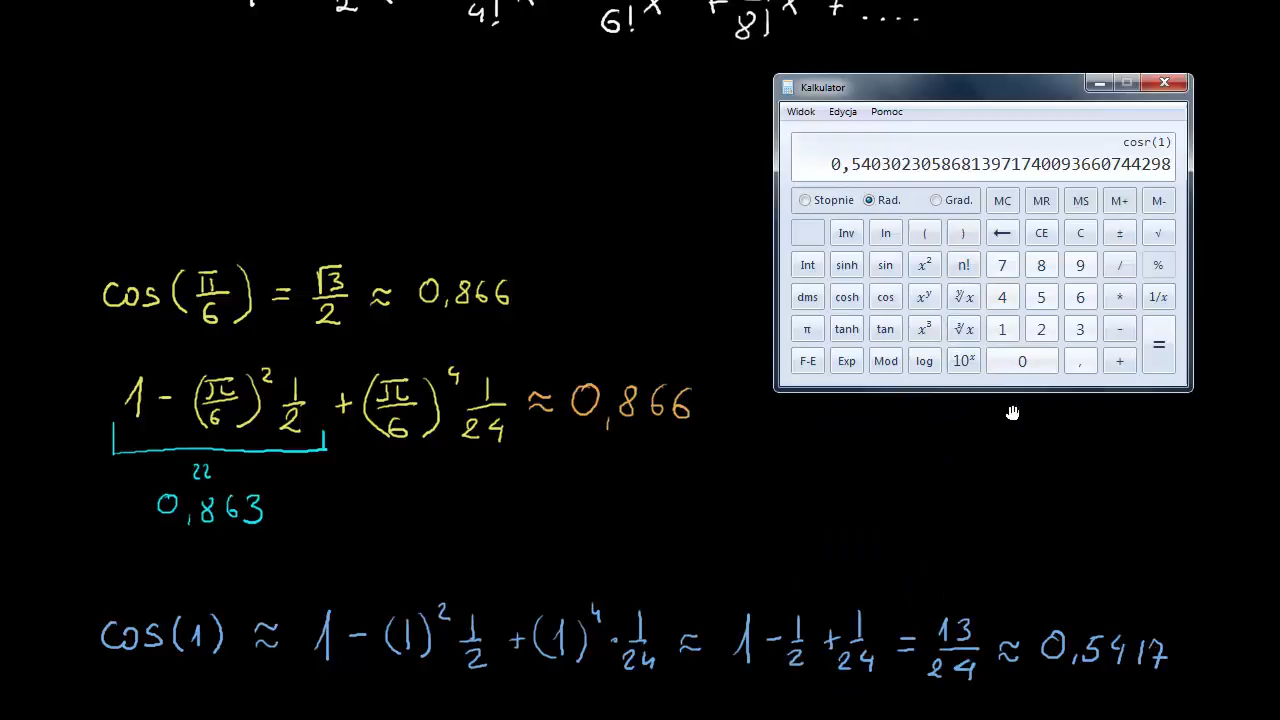 4! x 6! x + 8! x + ....
Kalkulator
Widok Edycja Pomoc
cosr(1)
0,54030230586813971740093660744298
Stopnie Rad. Grad. MC MR MS M+ M-
Inv ln ( ) ← CE C ± √
Int sinh sin x² n! 7 8 9 / %
dms cosh cos xʸ ʸ√x 4 5 6 * 1/x
π tanh tan x³ ³√x 1 2 3 - =
F-E Exp Mod log 10ˣ 0 , +
cos(π/6) = √3/2 ≈ 0,866
1 - (π/6)² 1/2 + (π/6)⁴ 1/24 ≈ 0,866
≈
0,863
cos(1) ≈ 1 - (1)² 1/2 + (1)⁴ · 1/24 ≈ 1 - 1/2 + 1/24 = 13/24 ≈ 0,5417